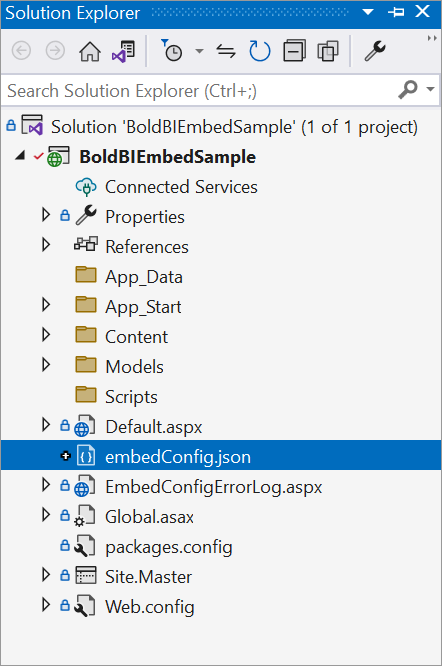 Solution Explorer
Search Solution Explorer (Ctrl+;)
Solution 'BoldBIEmbedSample' (1 of 1 project)
BoldBIEmbedSample
Connected Services
Properties
References
App_Data
App_Start
Content
Models
Scripts
Default.aspx
embedConfig.json
EmbedConfigErrorLog.aspx
Global.asax
packages.config
Site.Master
Web.config